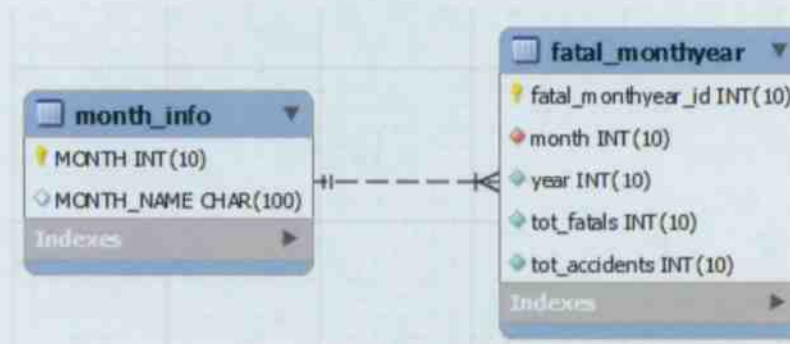 month_info
MONTH INT(10)
MONTH_NAME CHAR(100)
Indexes
fatal_monthyear
fatal_monthyear_id INT(10)
month INT(10)
year INT(10)
tot_fatals INT(10)
tot_accidents INT(10)
Indexes